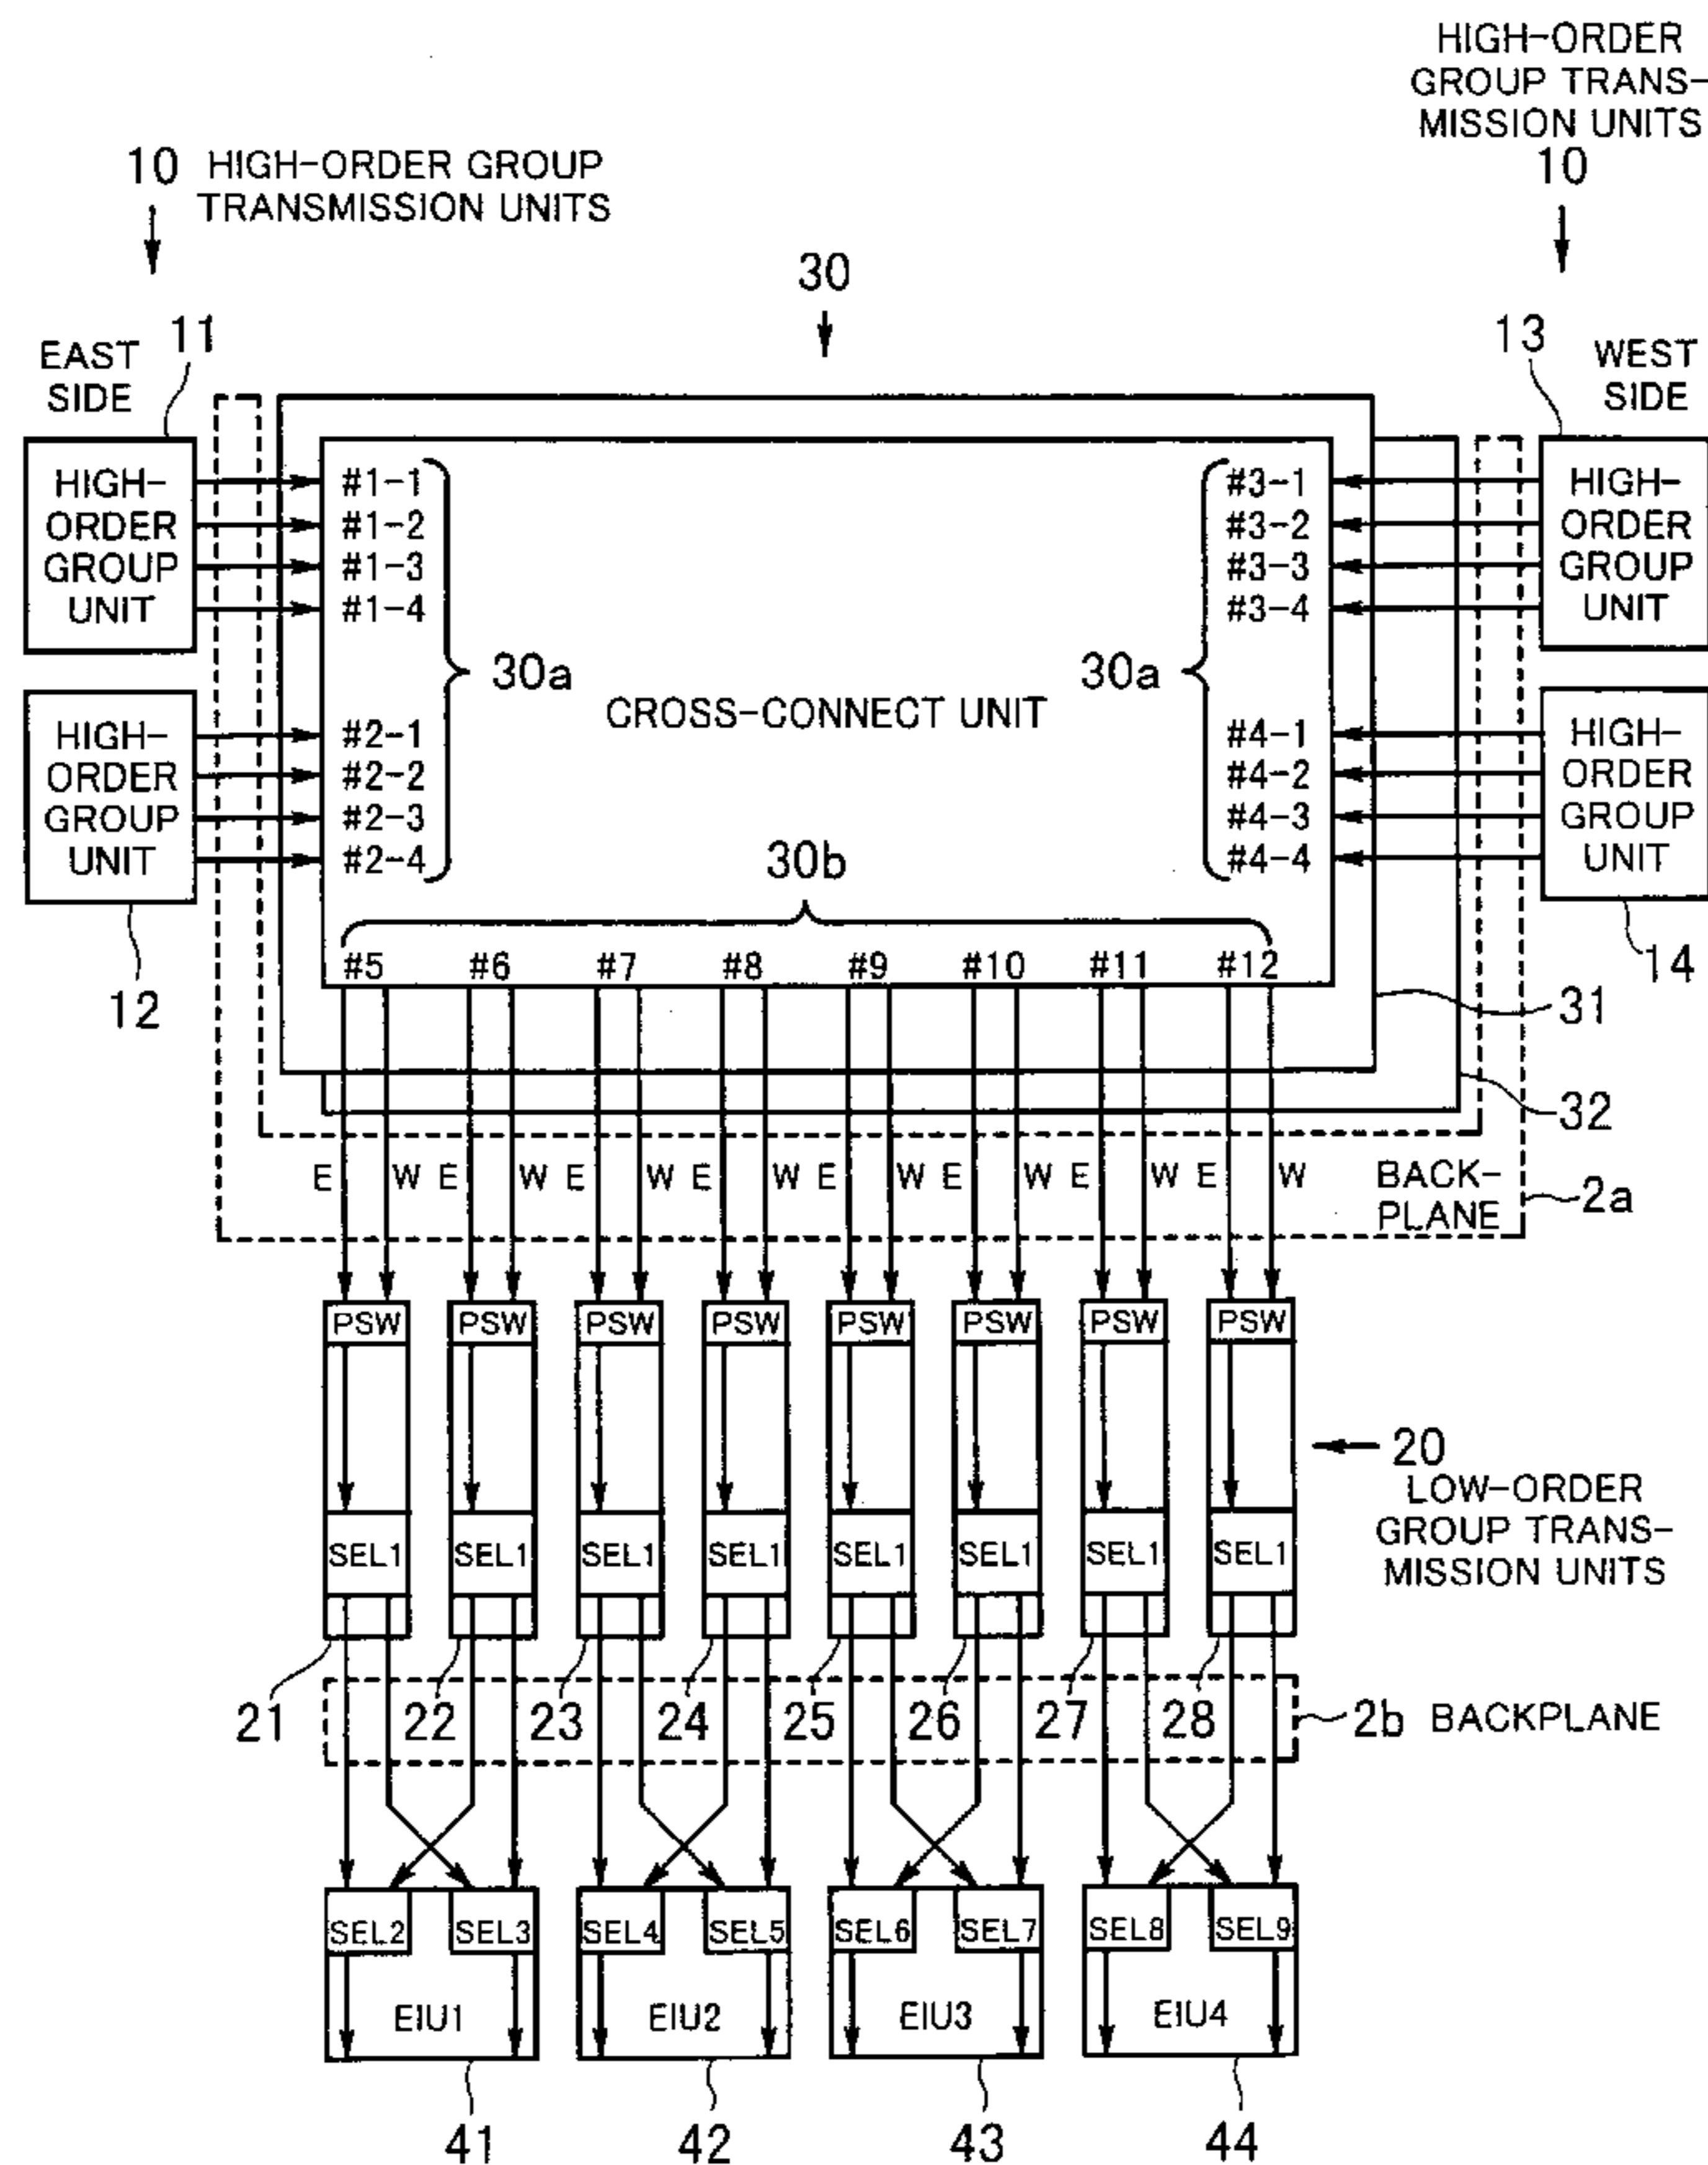 HIGH-ORDER
GROUP TRANS-
MISSION UNITS
10
10 HIGH-ORDER GROUP
TRANSMISSION UNITS
30
11
EAST
SIDE
13
WEST
SIDE
HIGH-
ORDER
GROUP
UNIT
#1-1
#1-2
#1-3
#1-4
#3-1
#3-2
#3-3
#3-4
HIGH-
ORDER
GROUP
UNIT
30a
30a
CROSS-CONNECT UNIT
HIGH-
ORDER
GROUP
UNIT
#2-1
#2-2
#2-3
#2-4
#4-1
#4-2
#4-3
#4-4
HIGH-
ORDER
GROUP
UNIT
30b
#5 #6 #7 #8 #9 #10 #11 #12
12
14
31
32
E W E W E W E W E W E W E W E W
BACK-
PLANE
2a
PSW PSW PSW PSW PSW PSW PSW PSW
20
LOW-ORDER
GROUP TRANS-
MISSION UNITS
SEL1 SEL1 SEL1 SEL1 SEL1 SEL1 SEL1 SEL1
21 22 23 24 25 26 27 28
2b BACKPLANE
SEL2 SEL3 SEL4 SEL5 SEL6 SEL7 SEL8 SEL9
EIU1 EIU2 EIU3 EIU4
41 42 43 44